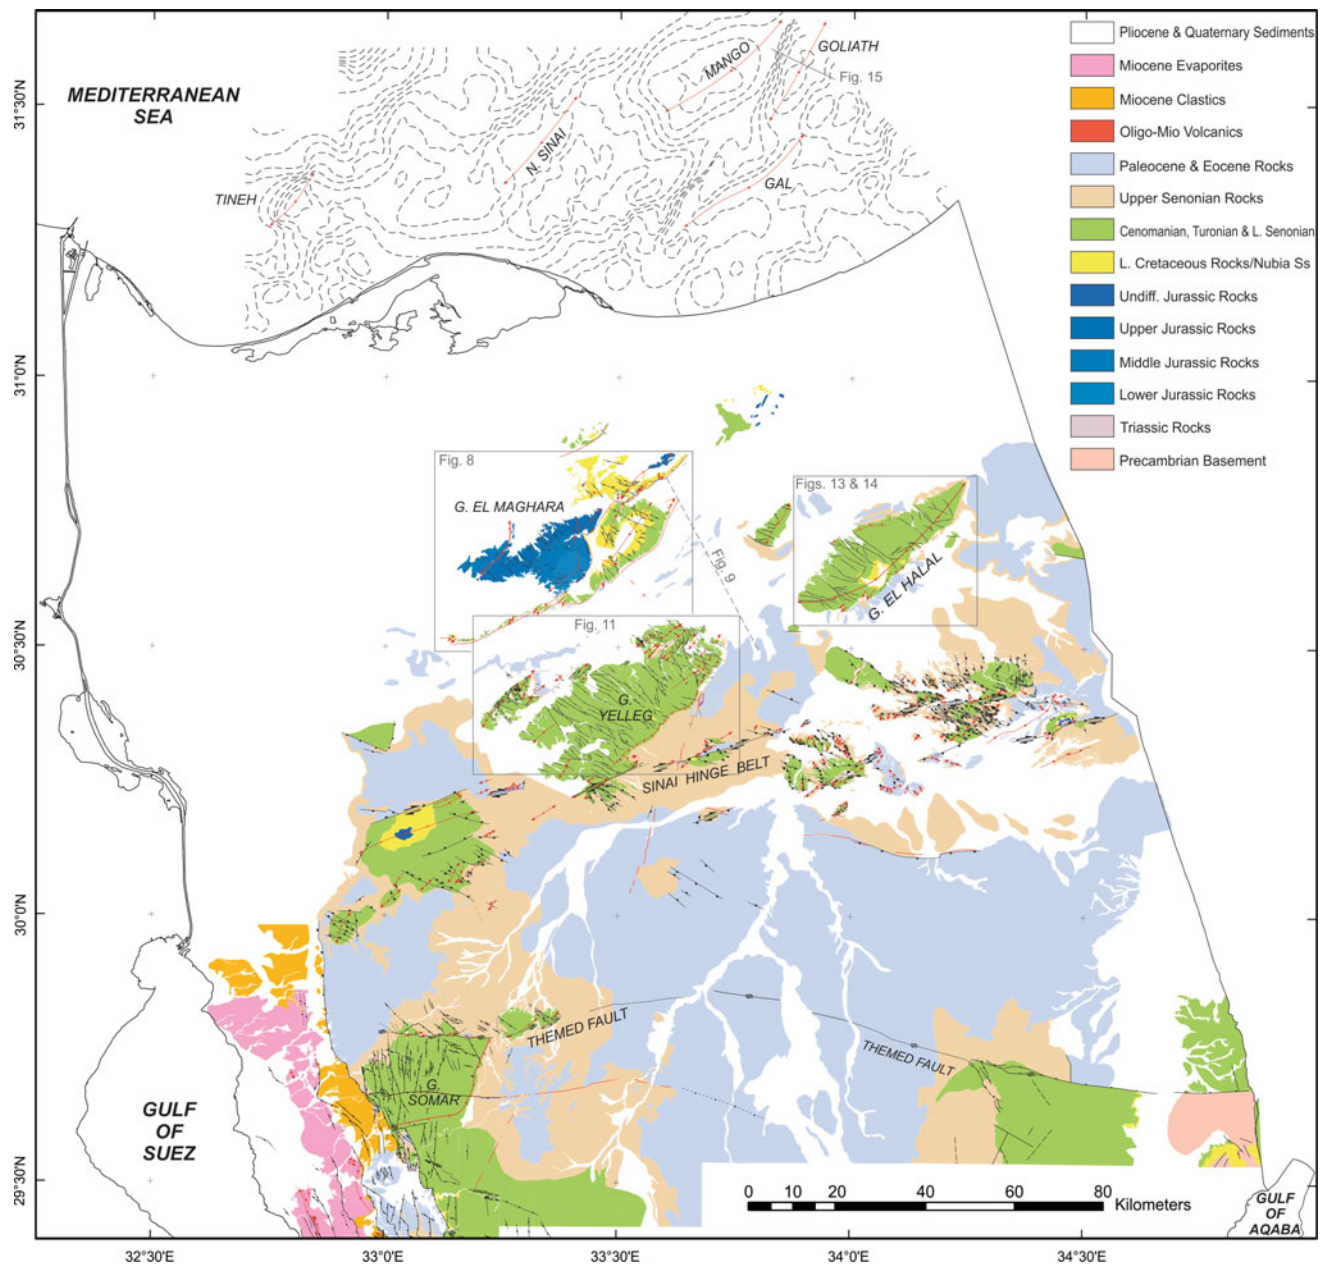 MEDITERRANEAN
SEA
TINEH
N. SINAI
MANGO
GOLIATH
Fig. 15
GAL
Pliocene & Quaternary Sediments
Miocene Evaporites
Miocene Clastics
Oligo-Mio Volcanics
Paleocene & Eocene Rocks
Upper Senonian Rocks
Cenomanian, Turonian & L. Senonian
L. Cretaceous Rocks/Nubia Ss
Undiff. Jurassic Rocks
Upper Jurassic Rocks
Middle Jurassic Rocks
Lower Jurassic Rocks
Triassic Rocks
Precambrian Basement
Fig. 8
G. EL MAGHARA
Fig. 9
Figs. 13 & 14
G. EL HALAL
Fig. 11
G.
YELLEG
SINAI HINGE BELT
THEMED FAULT
THEMED FAULT
G.
SOMAR
GULF
OF
SUEZ
GULF
OF
AQABA
0 10 20 40 60 80
Kilometers
31°30'N
31°0'N
30°30'N
30°0'N
29°30'N
32°30'E
33°0'E
33°30'E
34°0'E
34°30'E